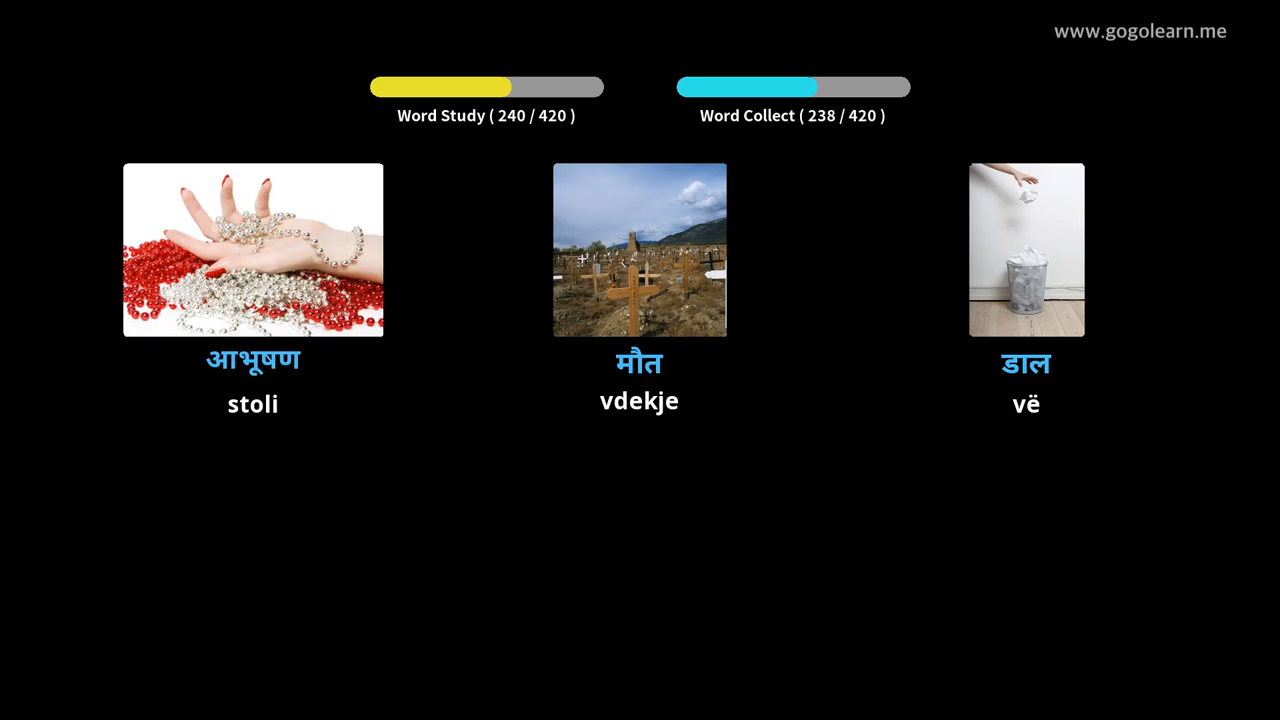 www.gogolearn.me
Word Study ( 240 / 420 )
Word Collect ( 238 / 420 )
आभूषण
मौत
डाल
stoli
vdekje
vë